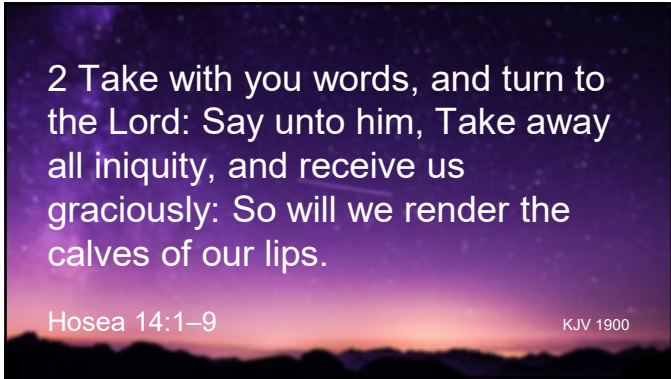 2 Take with you words, and turn to
the Lord: Say unto him, Take away
all iniquity, and receive us
graciously: So will we render the
calves of our lips.
Hosea 14:1–9
KJV 1900